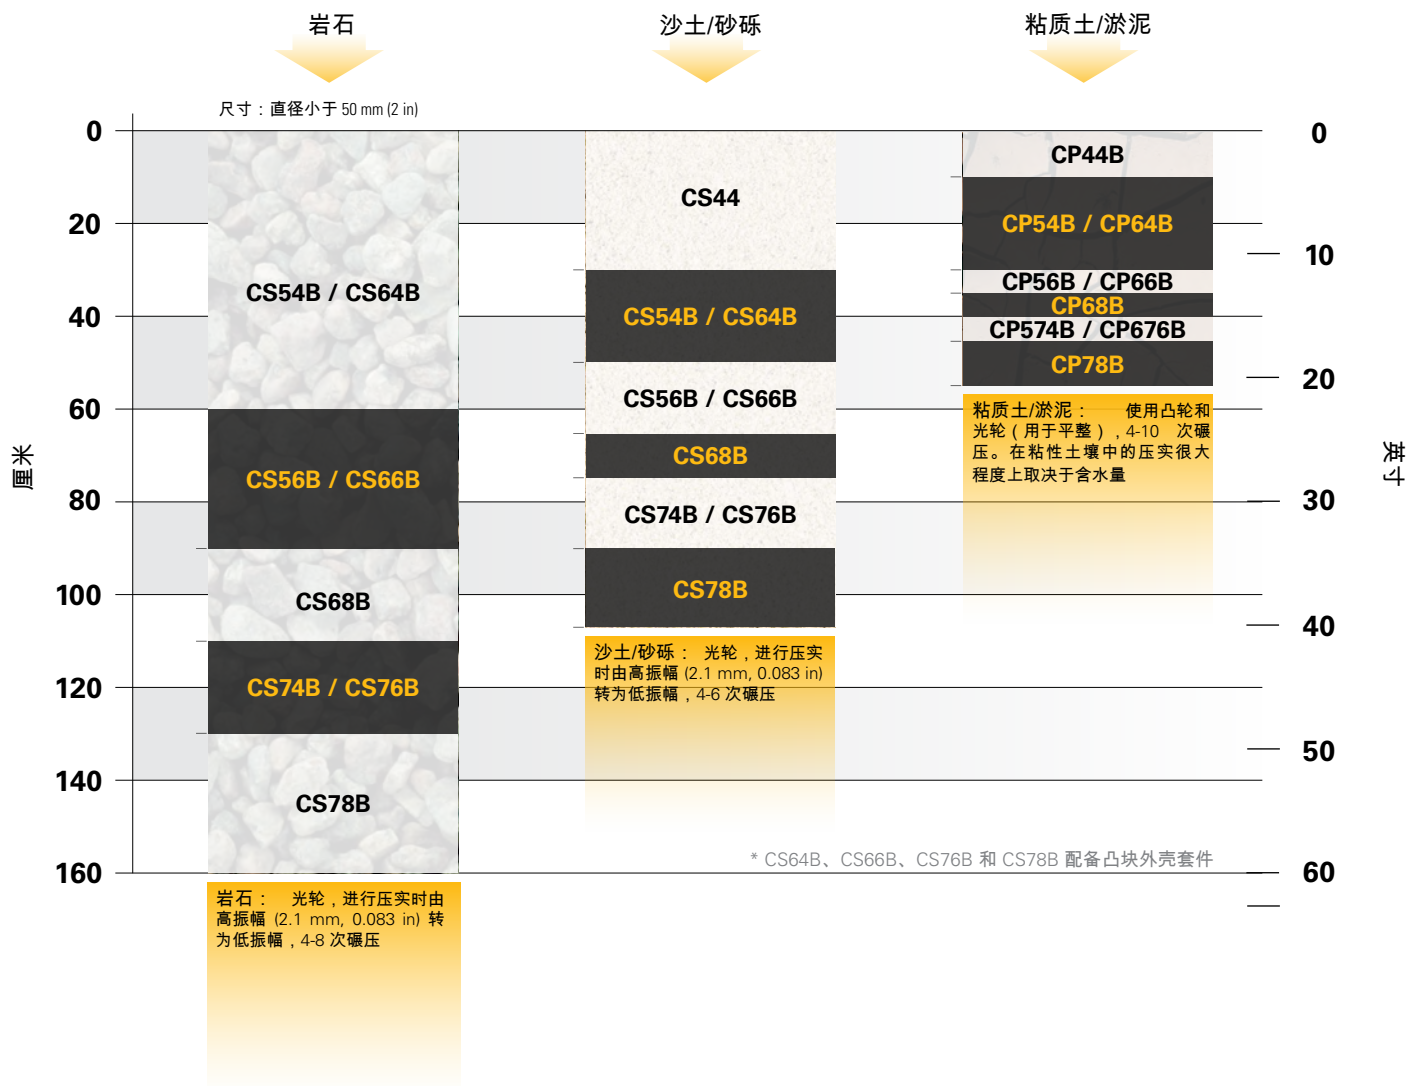 岩石
沙土/砂砾
粘质土/淤泥
尺寸：直径小于 50 mm (2 in)
0
20
40
60
80
100
120
140
160
厘米
CS54B / CS64B
CS56B / CS66B
CS68B
CS74B / CS76B
CS78B
岩石： 光轮，进行压实时由
高振幅 (2.1 mm, 0.083 in) 转
为低振幅，4-8 次碾压
CS44
CS54B / CS64B
CS56B / CS66B
CS68B
CS74B / CS76B
CS78B
沙土/砂砾： 光轮，进行压实
时由高振幅 (2.1 mm, 0.083 in)
转为低振幅，4-6 次碾压
CP44B
CP54B / CP64B
CP56B / CP66B
CP68B
CP574B / CP676B
CP78B
粘质土/淤泥： 使用凸轮和
光轮（用于平整），4-10 次碾
压。在粘性土壤中的压实很大
程度上取决于含水量
0
10
20
30
40
50
60
英寸
* CS64B、CS66B、CS76B 和 CS78B 配备凸块外壳套件